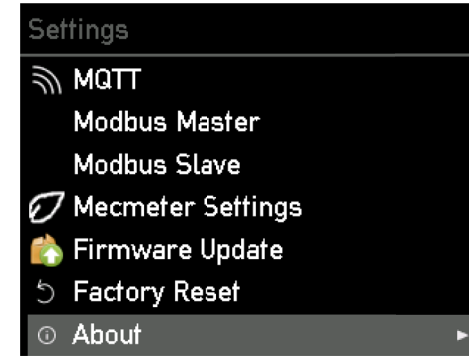 Settings
MQTT
Modbus Master
Modbus Slave
Mecmeter Settings
Firmware Update
Factory Reset
About